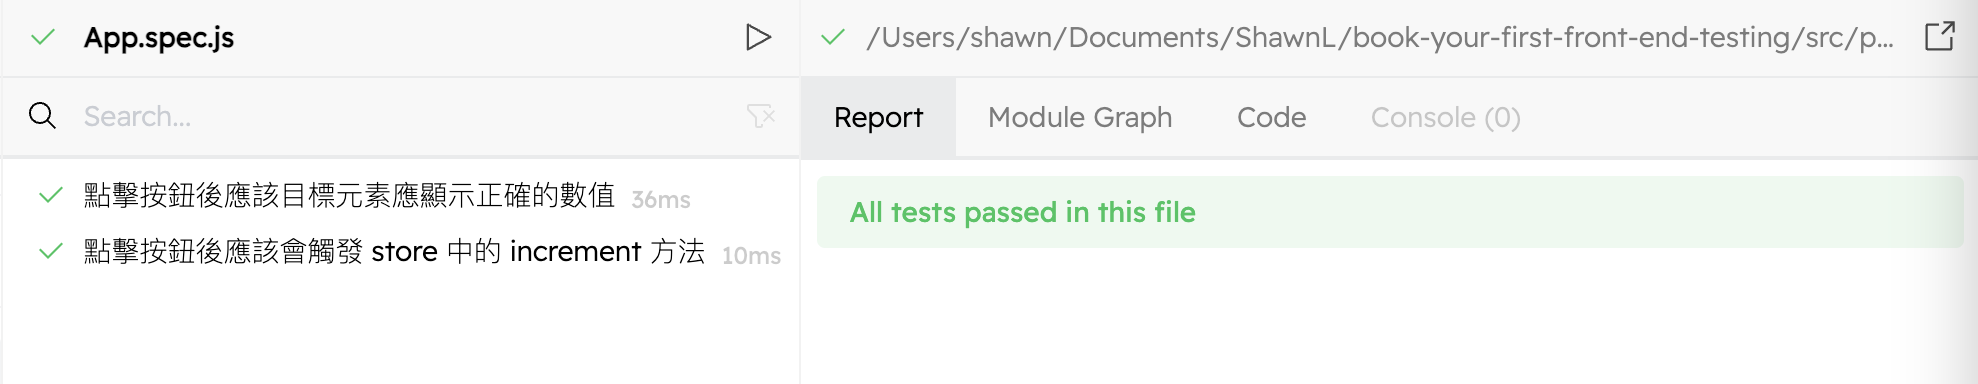 App.spec.js
Search...
點擊按鈕後應該目標元素應顯示正確的數值 36ms
點擊按鈕後應該會觸發 store 中的 increment 方法 10ms
/Users/shawn/Documents/ShawnL/book-your-first-front-end-testing/src/p...
Report Module Graph Code Console (0)
All tests passed in this file